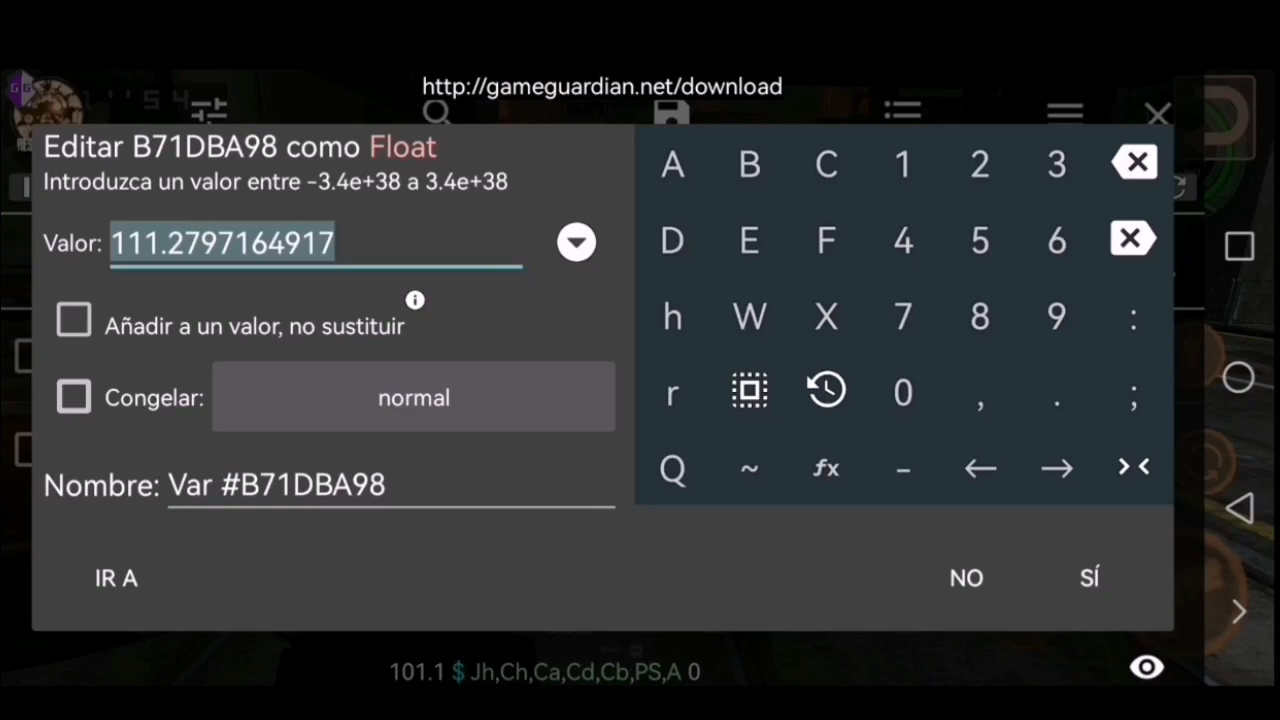 http://gameguardian.net/download
Editar B71DBA98 como Float
Introduzca un valor entre -3.4e+38 a 3.4e+38
Valor: 111.2797164917
Añadir a un valor, no sustituir
Congelar: normal
Nombre: Var #B71DBA98
IR A
NO
SÍ
A B C 1 2 3
D E F 4 5 6
h W X 7 8 9 :
r 0 , . ;
Q ~ fx - ← → ><
101.1 $ Jh,Ch,Ca,Cd,Cb,PS,A 0